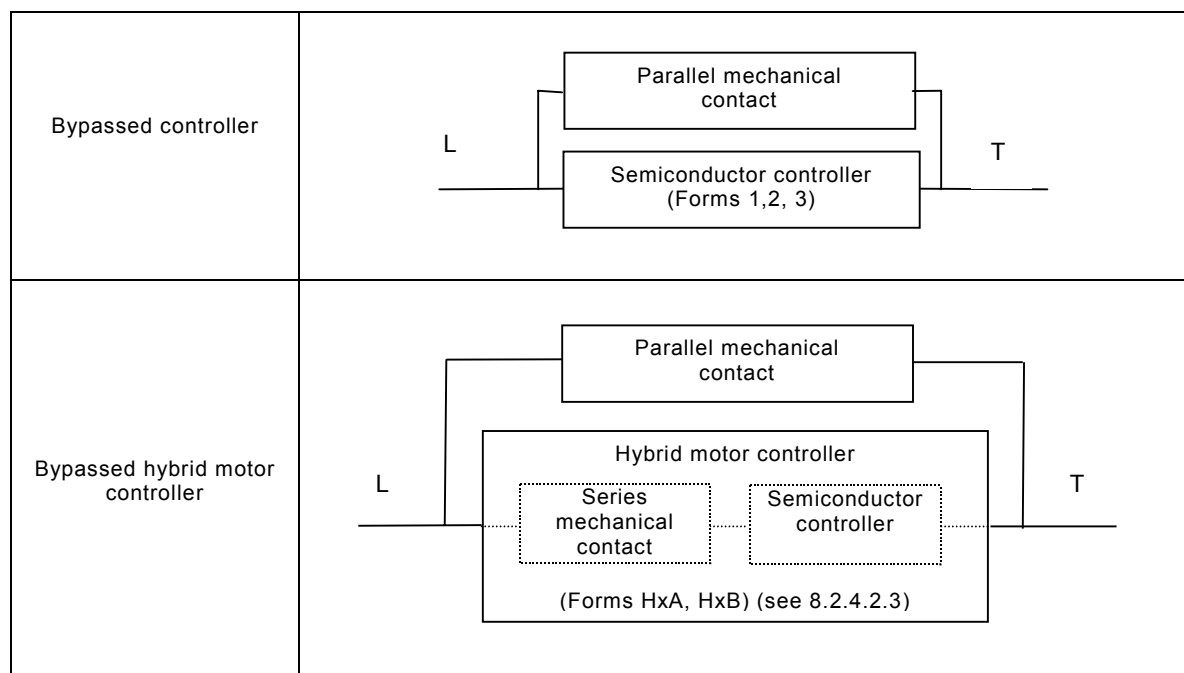 Bypassed controller
Parallel mechanical
contact
L
T
Semiconductor controller
(Forms 1,2, 3)
Bypassed hybrid motor
controller
Parallel mechanical
contact
Hybrid motor controller
L
T
Series
mechanical
contact
Semiconductor
controller
(Forms HxA, HxB) (see 8.2.4.2.3)